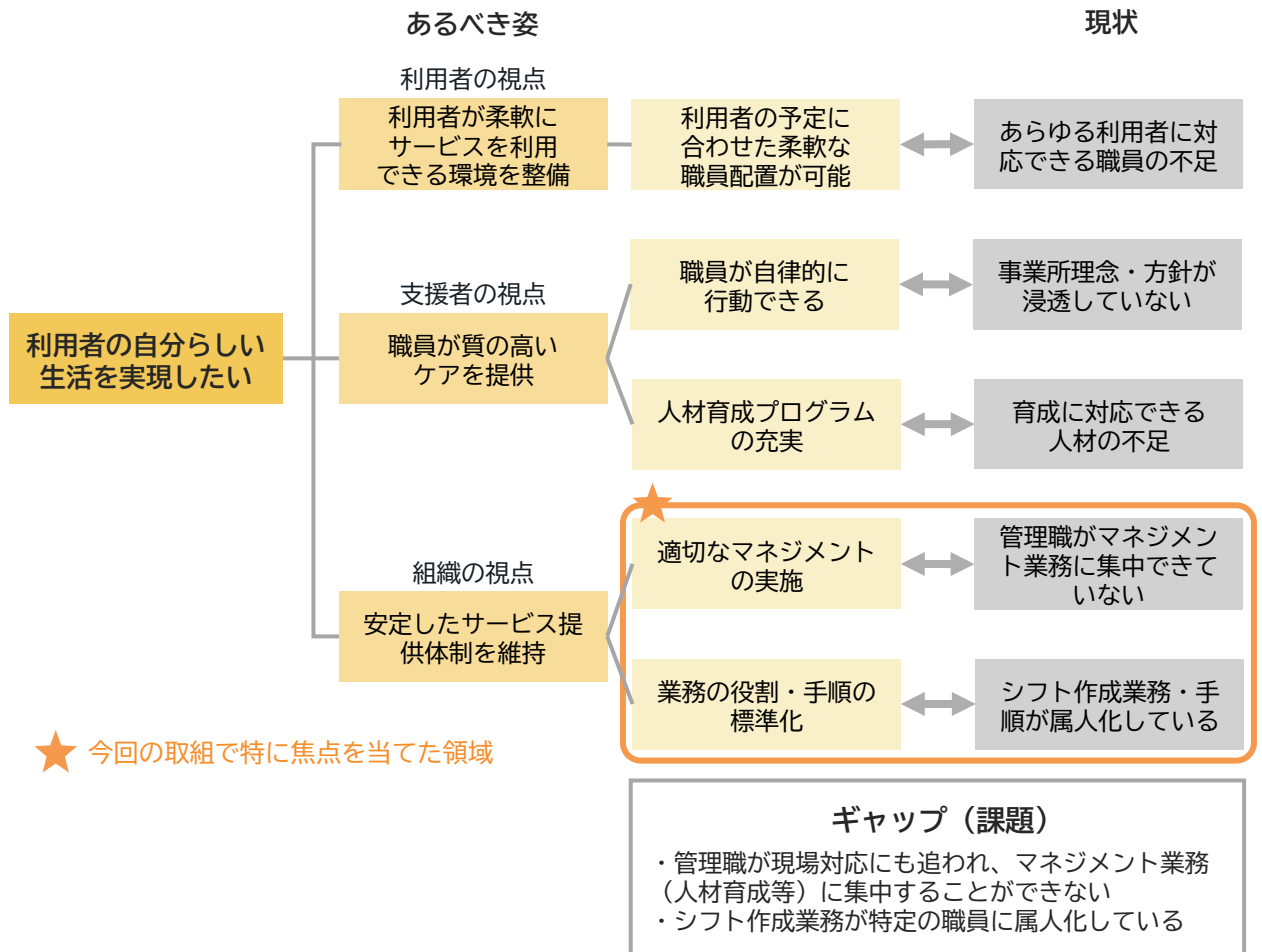 あるべき姿
現状
利用者の視点
利用者が柔軟に
サービスを利用
できる環境を整備
利用者の予定に
合わせた柔軟な
職員配置が可能
あらゆる利用者に対
応できる職員の不足
支援者の視点
職員が質の高い
ケアを提供
職員が自律的に
行動できる
事業所理念・方針が
浸透していない
利用者の自分らしい
生活を実現したい
人材育成プログラム
の充実
育成に対応できる
人材の不足
組織の視点
安定したサービス提
供体制を維持
適切なマネジメント
の実施
管理職がマネジメン
ト業務に集中できて
いない
業務の役割・手順の
標準化
シフト作成業務・手
順が属人化している
★ 今回の取組で特に焦点を当てた領域
ギャップ（課題）
・管理職が現場対応にも追われ、マネジメント業務
（人材育成等）に集中することができない
・シフト作成業務が特定の職員に属人化している